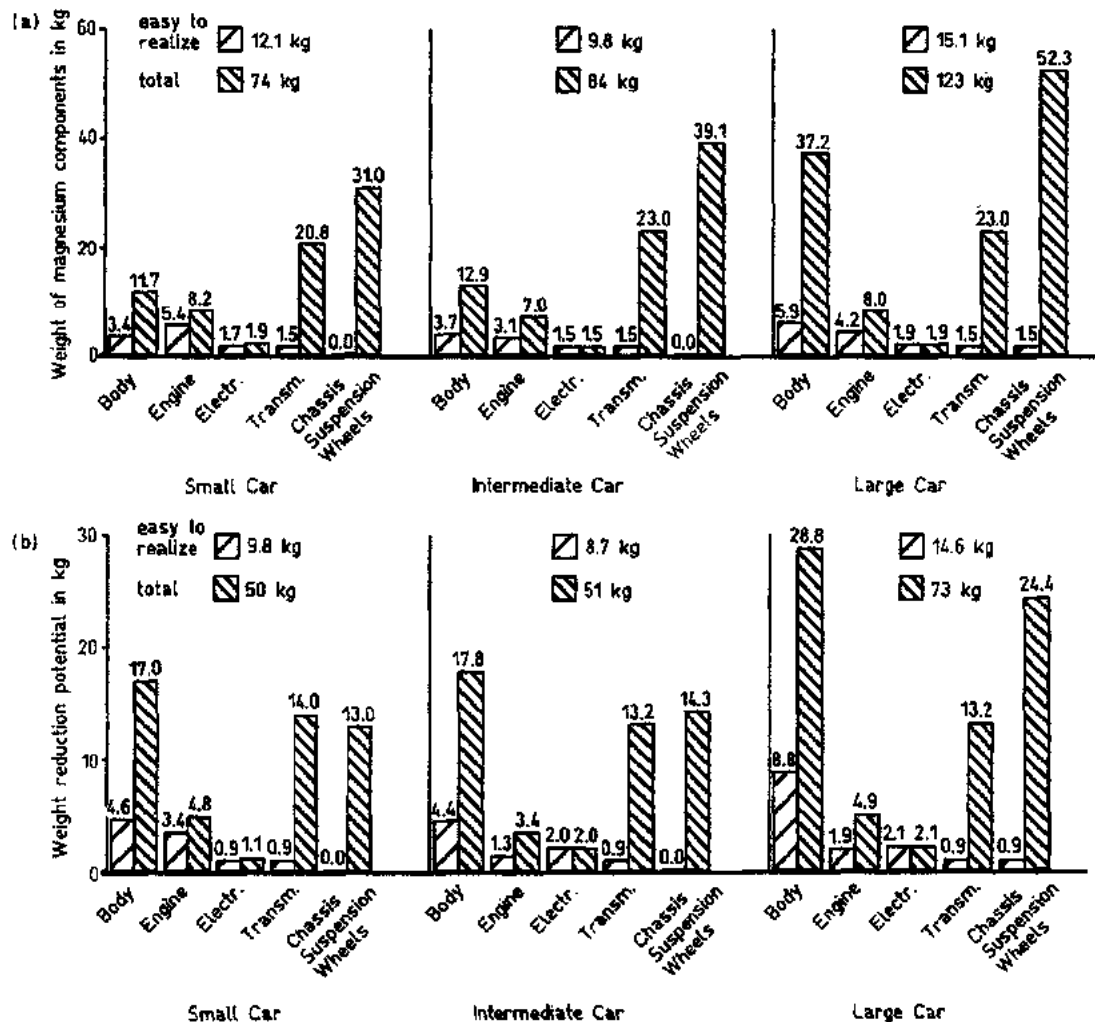 (a)
Weight of magnesium components in kg
60
40
20
0
easy to
realize
12.1 kg
total
74 kg
9.8 kg
84 kg
15.1 kg
123 kg
3.4
11.7
5.4
8.2
1.7
1.9
1.5
20.8
0.0
31.0
3.7
12.9
3.1
7.0
1.5
1.5
1.5
23.0
0.0
39.1
5.9
37.2
4.2
8.0
1.9
1.9
1.5
23.0
1.5
52.3
Body
Engine
Electr.
Transm.
Chassis
Suspension
Wheels
Body
Engine
Electr.
Transm.
Chassis
Suspension
Wheels
Body
Engine
Electr.
Transm.
Chassis
Suspension
Wheels
Small Car
Intermediate Car
Large Car
(b)
Weight reduction potential in kg
30
20
10
0
easy to
realize
9.8 kg
total
50 kg
8.7 kg
51 kg
14.6 kg
73 kg
4.6
17.0
3.4
4.8
0.9
1.1
0.9
14.0
0.0
13.0
4.4
17.8
1.3
3.4
2.0
2.0
0.9
13.2
0.0
14.3
8.8
28.8
1.9
4.9
2.1
2.1
0.9
13.2
0.9
24.4
Body
Engine
Electr.
Transm.
Chassis
Suspension
Wheels
Body
Engine
Electr.
Transm.
Chassis
Suspension
Wheels
Body
Engine
Electr.
Transm.
Chassis
Suspension
Wheels
Small Car
Intermediate Car
Large Car